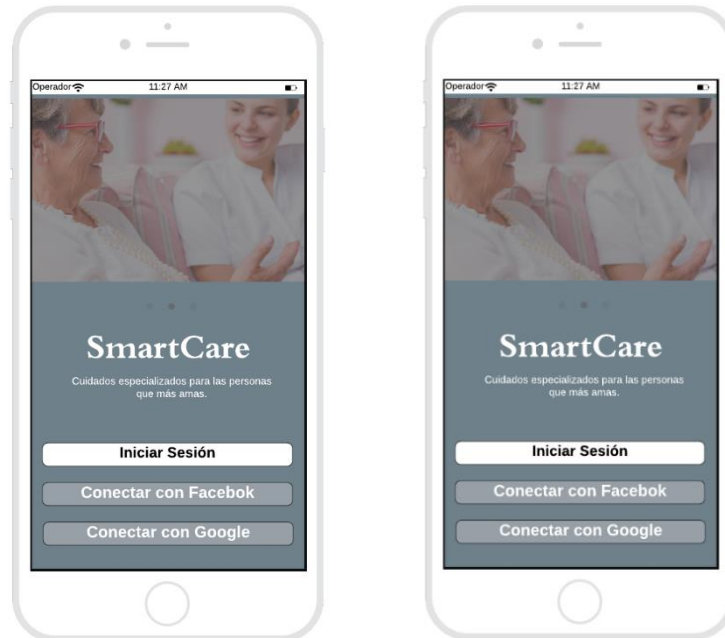 Operador 11:27 AM
SmartCare
Cuidados especializados para las personas
que más amas.
Iniciar Sesión
Conectar con Facebok
Conectar con Google
Operador 11:27 AM
SmartCare
Cuidados especializados para las personas
que más amas.
Iniciar Sesión
Conectar con Facebok
Conectar con Google